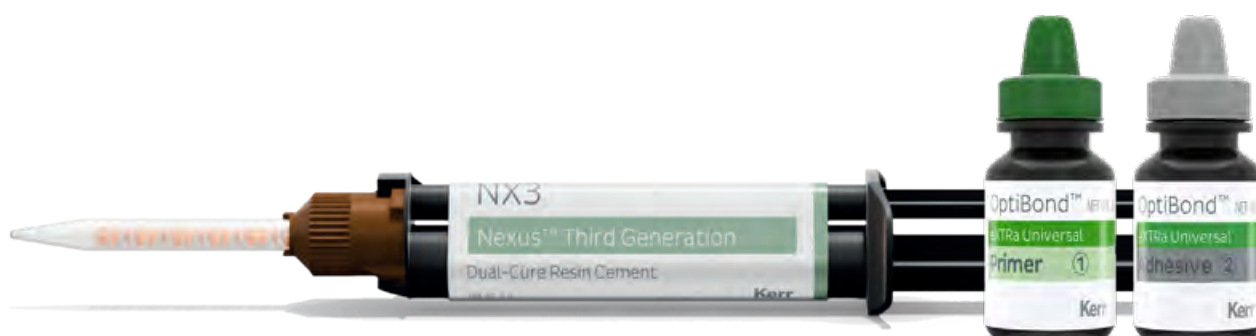 NX3
Nexus™ Third Generation
Dual-Cure Resin Cement
Kerr
OptiBond™
eXTRa Universal
Primer ①
Kerr
OptiBond™
eXTRa Universal
Adhesive 2
Kerr